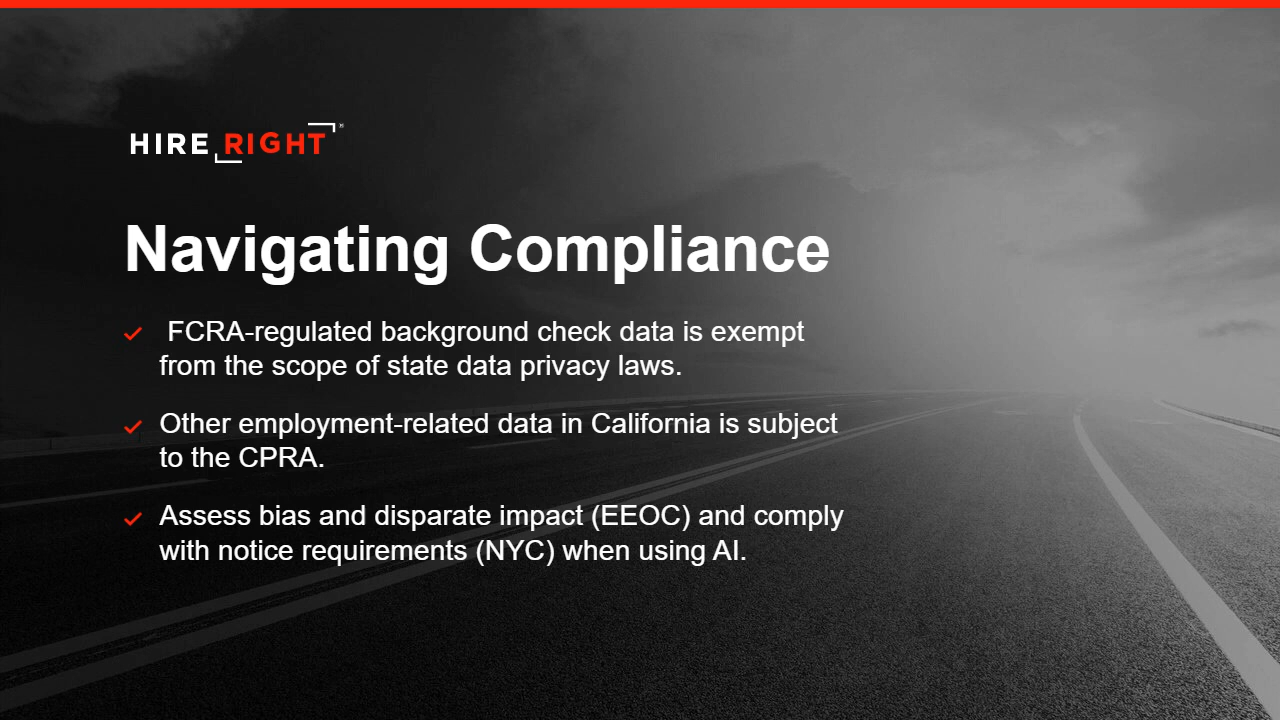 HIRE RIGHT
Navigating Compliance
FCRA-regulated background check data is exempt
from the scope of state data privacy laws.
Other employment-related data in California is subject
to the CPRA.
Assess bias and disparate impact (EEOC) and comply
with notice requirements (NYC) when using AI.